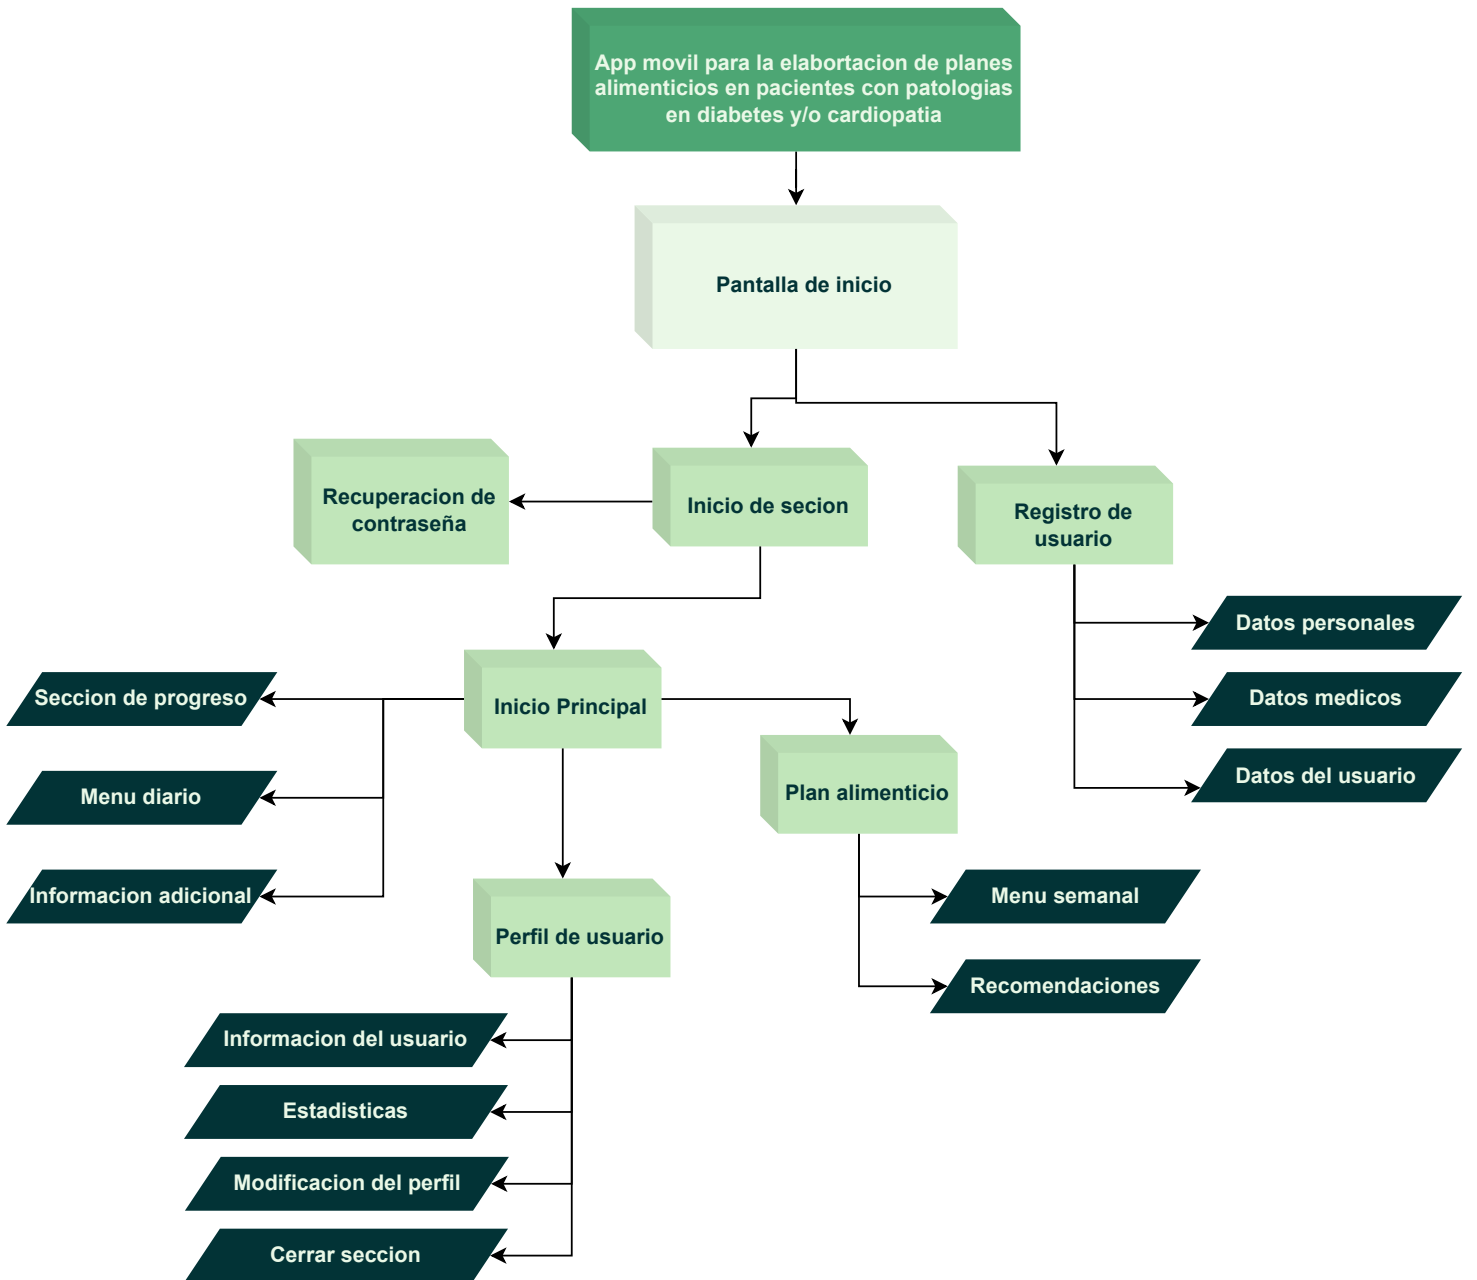 App movil para la elabortacion de planes
alimenticios en pacientes con patologias
en diabetes y/o cardiopatia
Pantalla de inicio
Recuperacion de
contraseña
Inicio de secion
Registro de
usuario
Datos personales
Datos medicos
Datos del usuario
Seccion de progreso
Menu diario
Informacion adicional
Inicio Principal
Plan alimenticio
Menu semanal
Recomendaciones
Perfil de usuario
Informacion del usuario
Estadisticas
Modificacion del perfil
Cerrar seccion